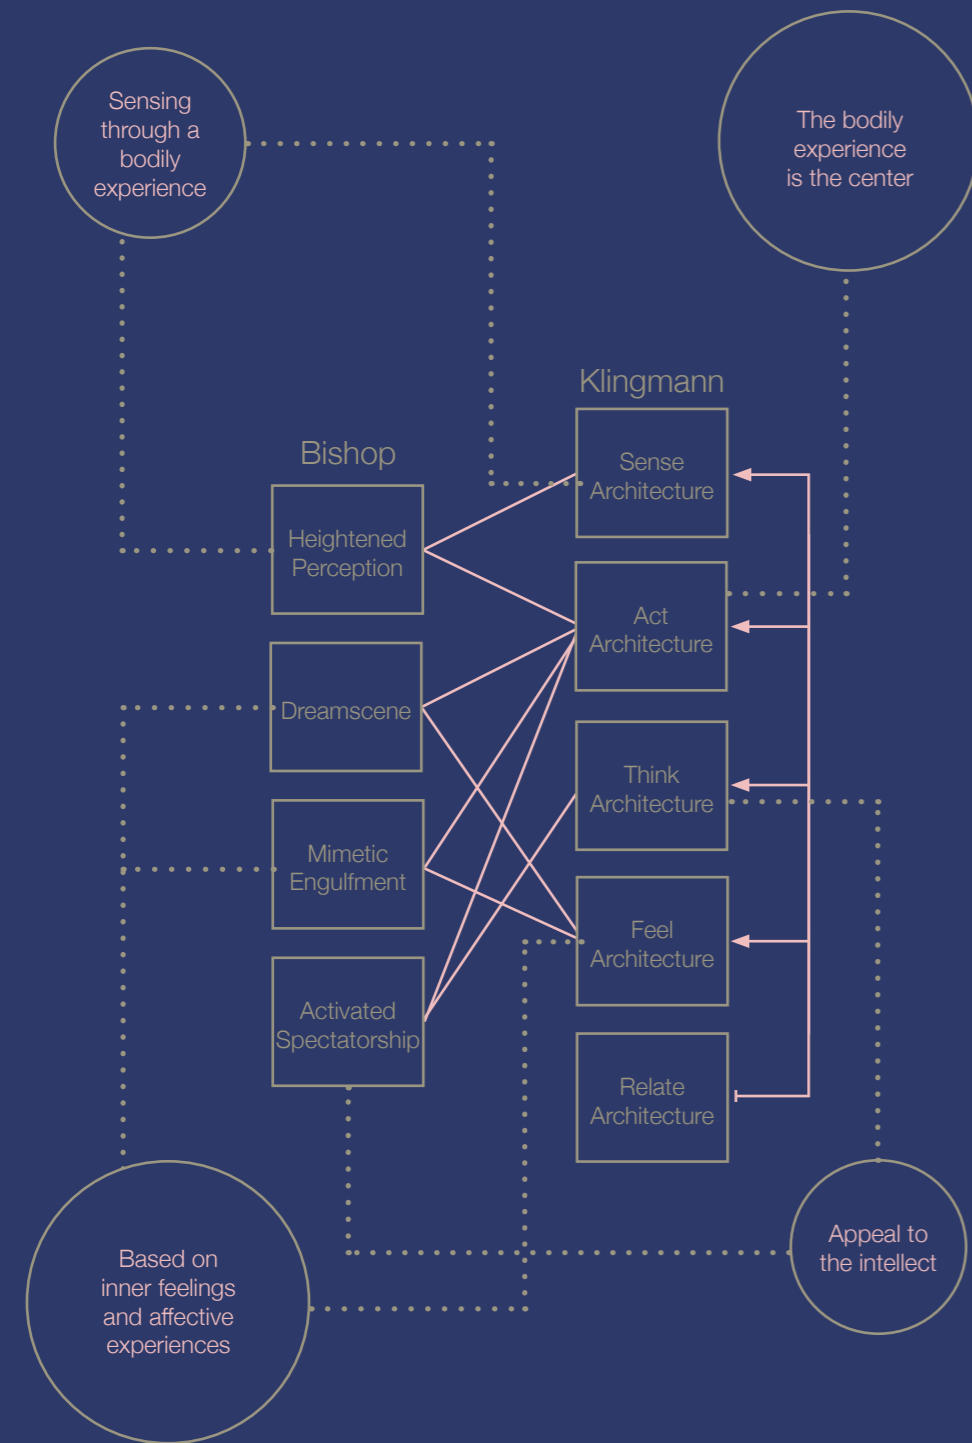 Sensing
through a
bodily
experience
The bodily
experience
is the center
Klingmann
Bishop
Sense
Architecture
Heightened
Perception
Act
Architecture
Dreamscene
Think
Architecture
Mimetic
Engulfment
Feel
Architecture
Activated
Spectatorship
Relate
Architecture
Based on
inner feelings
and affective
experiences
Appeal to
the intellect